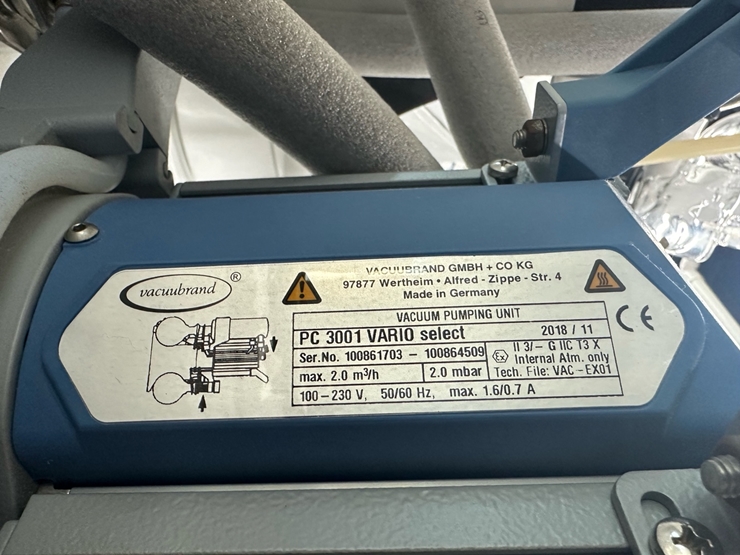 vacuubrand ®
VACUUBRAND GMBH + CO KG
97877 Wertheim • Alfred - Zippe - Str. 4
Made in Germany
VACUUM PUMPING UNIT
PC 3001 VARIO select 2018 / 11
Ser.No. 100861703 - 100864509
max. 2.0 m³/h 2.0 mbar
Ex II 3/- G IIC T3 X
Internal Atm. only
Tech. File: VAC - EX01
100 - 230 V, 50/60 Hz, max. 1.6/0.7 A
CE